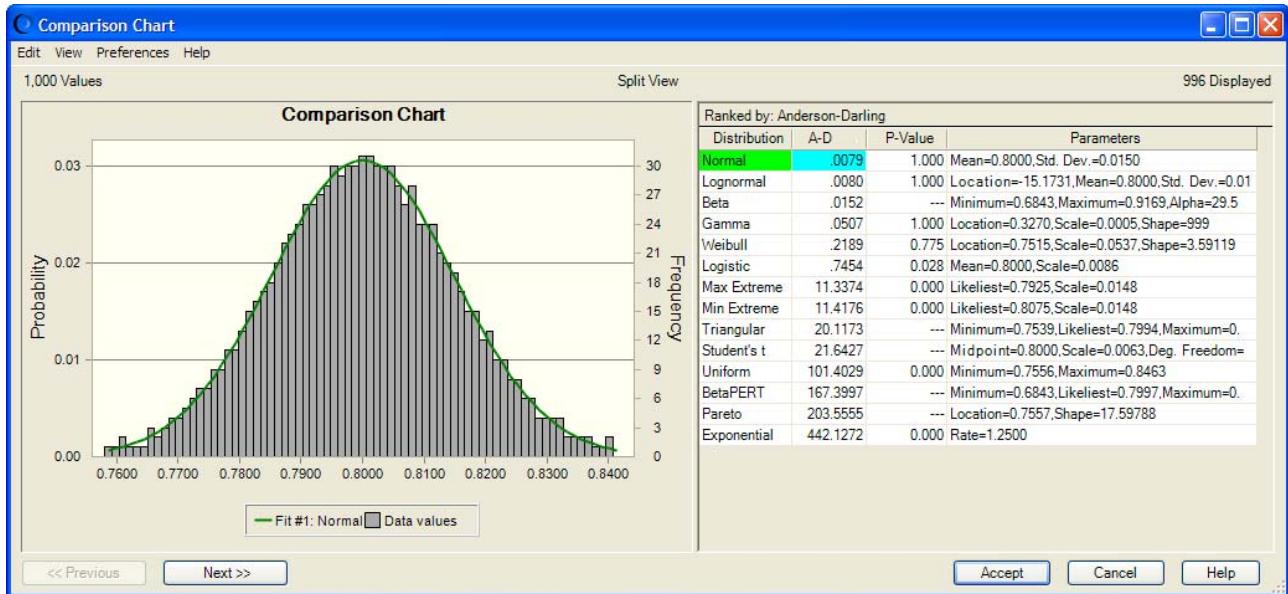 Comparison Chart
Edit View Preferences Help
1,000 Values Split View 996 Displayed
Comparison Chart
Probability
0.03
0.02
0.01
0.00
30
27
24
21
18
15
12
9
6
3
0
Frequency
0.7600 0.7700 0.7800 0.7900 0.8000 0.8100 0.8200 0.8300 0.8400
Fit #1: Normal Data values
Ranked by: Anderson-Darling
Distribution A-D P-Value Parameters
Normal .0079 1.000 Mean=0.8000,Std. Dev.=0.0150
Lognormal .0080 1.000 Location=-15.1731,Mean=0.8000,Std. Dev.=0.01
Beta .0152 --- Minimum=0.6843,Maximum=0.9169,Alpha=29.5
Gamma .0507 1.000 Location=0.3270,Scale=0.0005,Shape=999
Weibull .2189 0.775 Location=0.7515,Scale=0.0537,Shape=3.59119
Logistic .7454 0.028 Mean=0.8000,Scale=0.0086
Max Extreme 11.3374 0.000 Likeliest=0.7925,Scale=0.0148
Min Extreme 11.4176 0.000 Likeliest=0.8075,Scale=0.0148
Triangular 20.1173 --- Minimum=0.7539,Likeliest=0.7994,Maximum=0.
Student's t 21.6427 --- Midpoint=0.8000,Scale=0.0063,Deg. Freedom=
Uniform 101.4029 0.000 Minimum=0.7556,Maximum=0.8463
BetaPERT 167.3997 --- Minimum=0.6843,Likeliest=0.7997,Maximum=0.
Pareto 203.5555 --- Location=0.7557,Shape=17.59788
Exponential 442.1272 0.000 Rate=1.2500
<< Previous Next >> Accept Cancel Help